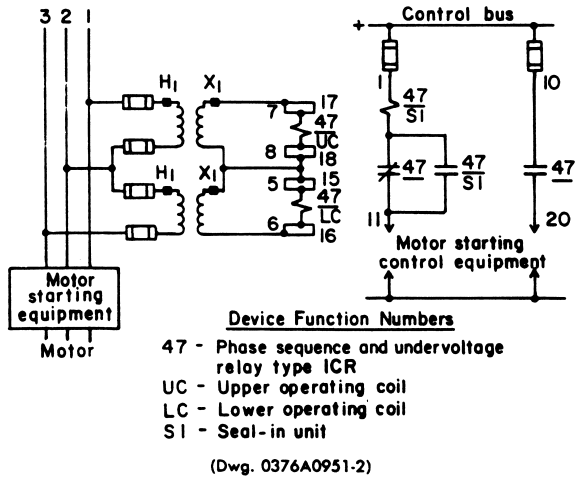 3 2 1
Control bus
+
H1 X1
1
10
7
17
47
UC
47
SI
8
18
47
47
SI
47
H1 X1
5
15
47
LC
6
16
11
20
Motor starting
control equipment
Motor
starting
equipment
Motor
Device Function Numbers
47 - Phase sequence and undervoltage
relay type ICR
UC - Upper operating coil
LC - Lower operating coil
SI - Seal-in unit
(Dwg. 0376A0951-2)